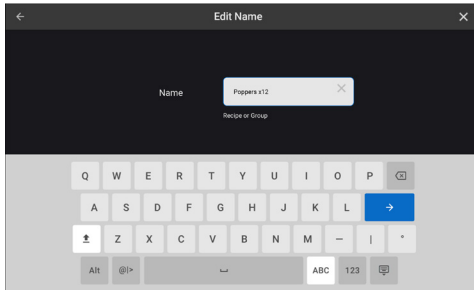 Edit Name
Name
Poppers x12
Recipe or Group
Q W E R T Y U I O P
A S D F G H J K L
Z X C V B N M — | °
Alt @|> ABC 123